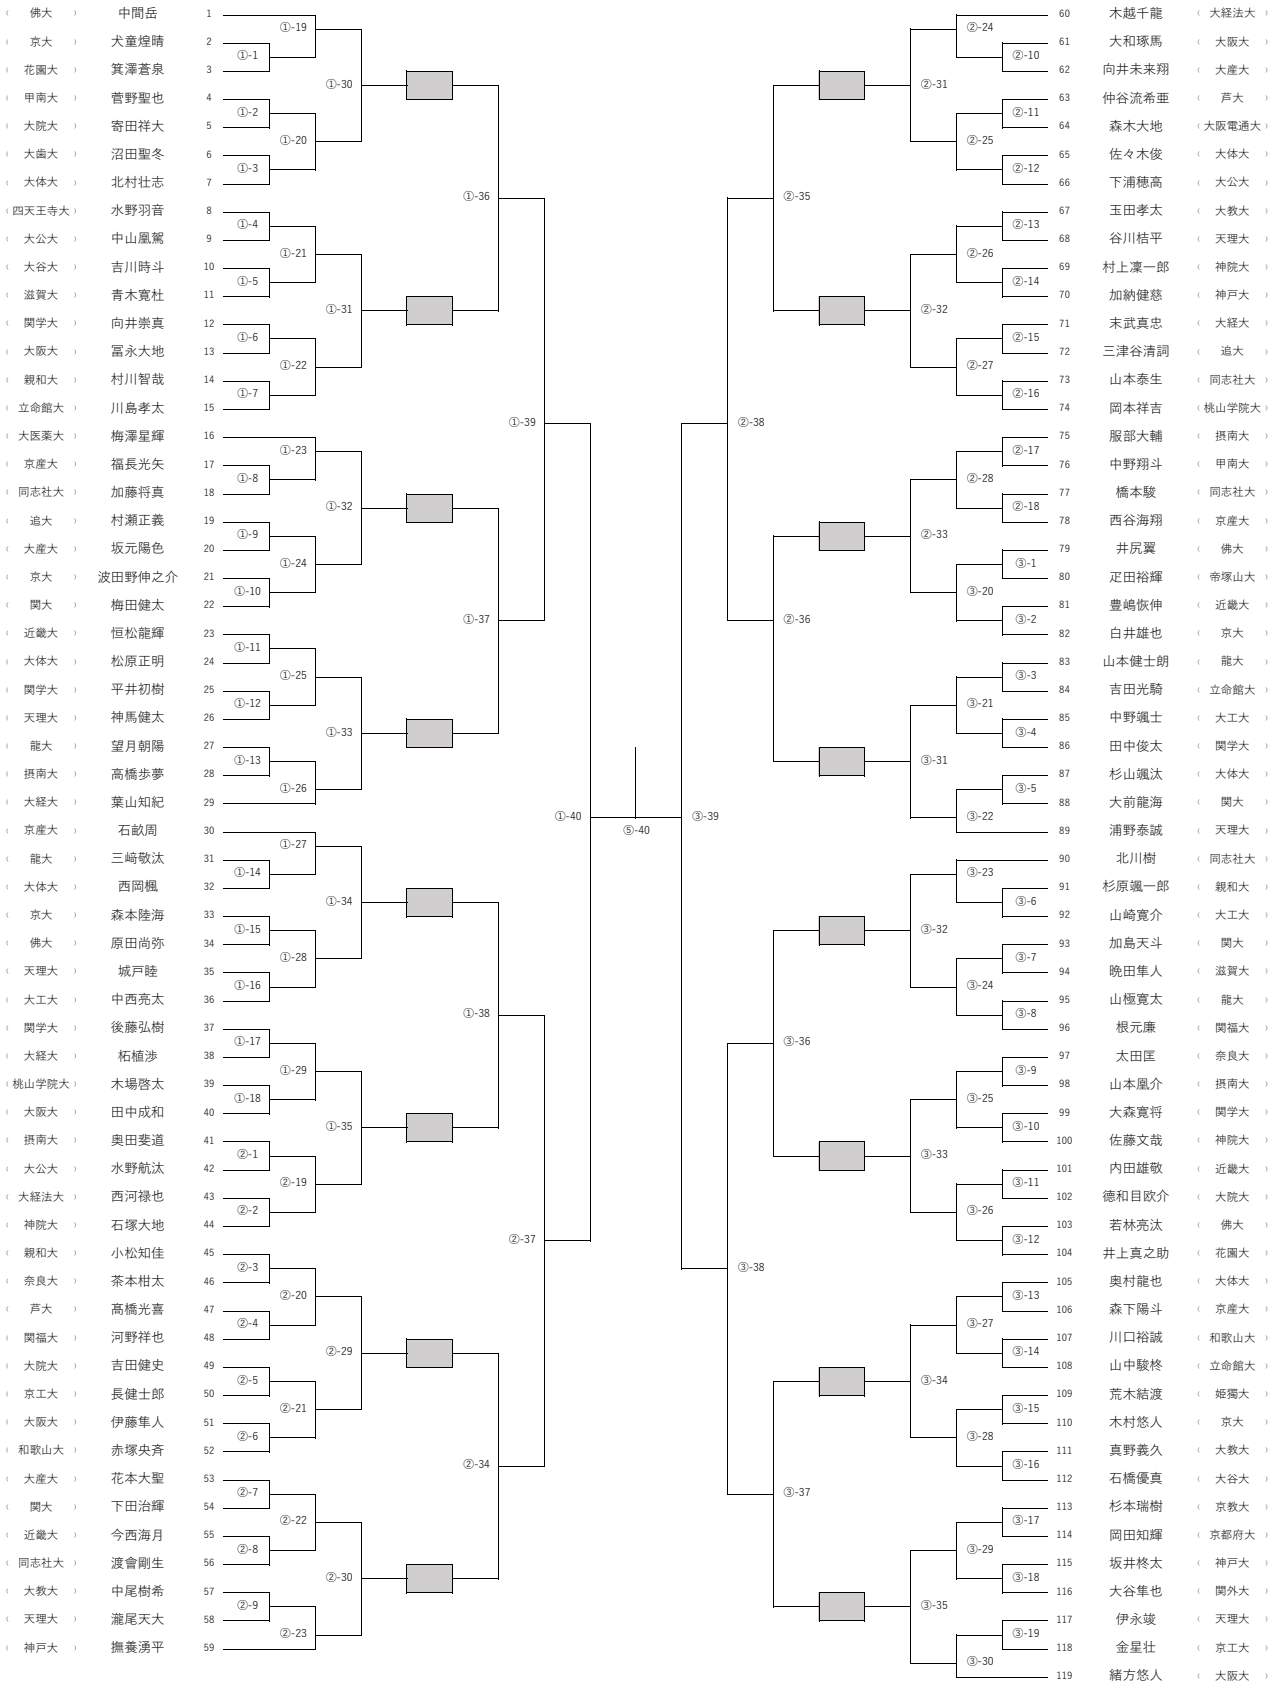 （ 佛大 ） 中間岳 1
（ 京大 ） 犬童煌晴 2
（ 花園大 ） 箕澤蒼泉 3
（ 甲南大 ） 菅野聖也 4
（ 大院大 ） 寄田祥大 5
（ 大歯大 ） 沼田聖冬 6
（ 大体大 ） 北村壮志 7
（ 四天王寺大 ） 水野羽音 8
（ 大公大 ） 中山凰駕 9
（ 大谷大 ） 吉川時斗 10
（ 滋賀大 ） 青木寛杜 11
（ 関学大 ） 向井崇真 12
（ 大阪大 ） 冨永大地 13
（ 親和大 ） 村川智哉 14
（ 立命館大 ） 川島孝太 15
（ 大医薬大 ） 梅澤星輝 16
（ 京産大 ） 福長光矢 17
（ 同志社大 ） 加藤将真 18
（ 追大 ） 村瀬正義 19
（ 大産大 ） 坂元陽色 20
（ 京大 ） 波田野伸之介 21
（ 関大 ） 梅田健太 22
（ 近畿大 ） 恒松龍輝 23
（ 大体大 ） 松原正明 24
（ 関学大 ） 平井初樹 25
（ 天理大 ） 神馬健太 26
（ 龍大 ） 望月朝陽 27
（ 摂南大 ） 高橋歩夢 28
（ 大経大 ） 葉山知紀 29
（ 京産大 ） 石畝周 30
（ 龍大 ） 三﨑敬汰 31
（ 大体大 ） 西岡楓 32
（ 京大 ） 森本陸海 33
（ 佛大 ） 原田尚弥 34
（ 天理大 ） 城戸睦 35
（ 大工大 ） 中西亮太 36
（ 関学大 ） 後藤弘樹 37
（ 大経大 ） 柘植渉 38
（ 桃山学院大 ） 木場啓太 39
（ 大阪大 ） 田中成和 40
（ 摂南大 ） 奥田斐道 41
（ 大公大 ） 水野航汰 42
（ 大経法大 ） 西河禄也 43
（ 神院大 ） 石塚大地 44
（ 親和大 ） 小松知佳 45
（ 奈良大 ） 茶本柑太 46
（ 芦大 ） 髙橋光喜 47
（ 関福大 ） 河野祥也 48
（ 大院大 ） 吉田健史 49
（ 京工大 ） 長健士郎 50
（ 大阪大 ） 伊藤隼人 51
（ 和歌山大 ） 赤塚央斉 52
（ 大産大 ） 花本大聖 53
（ 関大 ） 下田治輝 54
（ 近畿大 ） 今西海月 55
（ 同志社大 ） 渡會剛生 56
（ 大教大 ） 中尾樹希 57
（ 天理大 ） 瀧尾天大 58
（ 神戸大 ） 撫養湧平 59
①-1
①-2
①-3
①-4
①-5
①-6
①-7
①-8
①-9
①-10
①-11
①-12
①-13
①-14
①-15
①-16
①-17
①-18
②-1
②-2
②-3
②-4
②-5
②-6
②-7
②-8
②-9
①-19
①-20
①-21
①-22
①-23
①-24
①-25
①-26
①-27
①-28
①-29
②-19
②-20
②-21
②-22
②-23
①-30
①-31
①-32
①-33
①-34
①-35
②-29
②-30
①-36
①-37
①-38
②-34
①-39
②-37
①-40
⑤-40
③-39
②-38
③-38
②-35
②-36
③-36
③-37
②-31
②-32
②-33
③-31
③-32
③-33
③-34
③-35
②-24
②-25
②-26
②-27
②-28
③-20
③-21
③-22
③-23
③-24
③-25
③-26
③-27
③-28
③-29
③-30
②-10
②-11
②-12
②-13
②-14
②-15
②-16
②-17
②-18
③-1
③-2
③-3
③-4
③-5
③-6
③-7
③-8
③-9
③-10
③-11
③-12
③-13
③-14
③-15
③-16
③-17
③-18
③-19
60 木越千龍 （ 大経法大 ）
61 大和琢馬 （ 大阪大 ）
62 向井未来翔 （ 大産大 ）
63 仲谷流希亜 （ 芦大 ）
64 森木大地 （ 大阪電通大 ）
65 佐々木俊 （ 大体大 ）
66 下浦穂高 （ 大公大 ）
67 玉田孝太 （ 大教大 ）
68 谷川桔平 （ 天理大 ）
69 村上凜一郎 （ 神院大 ）
70 加納健慈 （ 神戸大 ）
71 末武真忠 （ 大経大 ）
72 三津谷清詞 （ 追大 ）
73 山本泰生 （ 同志社大 ）
74 岡本祥吉 （ 桃山学院大 ）
75 服部大輔 （ 摂南大 ）
76 中野翔斗 （ 甲南大 ）
77 橋本駿 （ 同志社大 ）
78 西谷海翔 （ 京産大 ）
79 井尻翼 （ 佛大 ）
80 疋田裕輝 （ 帝塚山大 ）
81 豊嶋恢伸 （ 近畿大 ）
82 白井雄也 （ 京大 ）
83 山本健士朗 （ 龍大 ）
84 吉田光騎 （ 立命館大 ）
85 中野颯士 （ 大工大 ）
86 田中俊太 （ 関学大 ）
87 杉山颯汰 （ 大体大 ）
88 大前龍海 （ 関大 ）
89 浦野泰誠 （ 天理大 ）
90 北川樹 （ 同志社大 ）
91 杉原颯一郎 （ 親和大 ）
92 山崎寛介 （ 大工大 ）
93 加島天斗 （ 関大 ）
94 晩田隼人 （ 滋賀大 ）
95 山極寛太 （ 龍大 ）
96 根元廉 （ 関福大 ）
97 太田匡 （ 奈良大 ）
98 山本凰介 （ 摂南大 ）
99 大森寛将 （ 関学大 ）
100 佐藤文哉 （ 神院大 ）
101 内田雄敬 （ 近畿大 ）
102 德和目欧介 （ 大院大 ）
103 若林亮汰 （ 佛大 ）
104 井上真之助 （ 花園大 ）
105 奥村龍也 （ 大体大 ）
106 森下陽斗 （ 京産大 ）
107 川口裕誠 （ 和歌山大 ）
108 山中駿柊 （ 立命館大 ）
109 荒木結渡 （ 姫獨大 ）
110 木村悠人 （ 京大 ）
111 真野義久 （ 大教大 ）
112 石橋優真 （ 大谷大 ）
113 杉本瑞樹 （ 京教大 ）
114 岡田知輝 （ 京都府大 ）
115 坂井柊太 （ 神戸大 ）
116 大谷隼也 （ 関外大 ）
117 伊永竣 （ 天理大 ）
118 金星壮 （ 京工大 ）
119 緒方悠人 （ 大阪大 ）